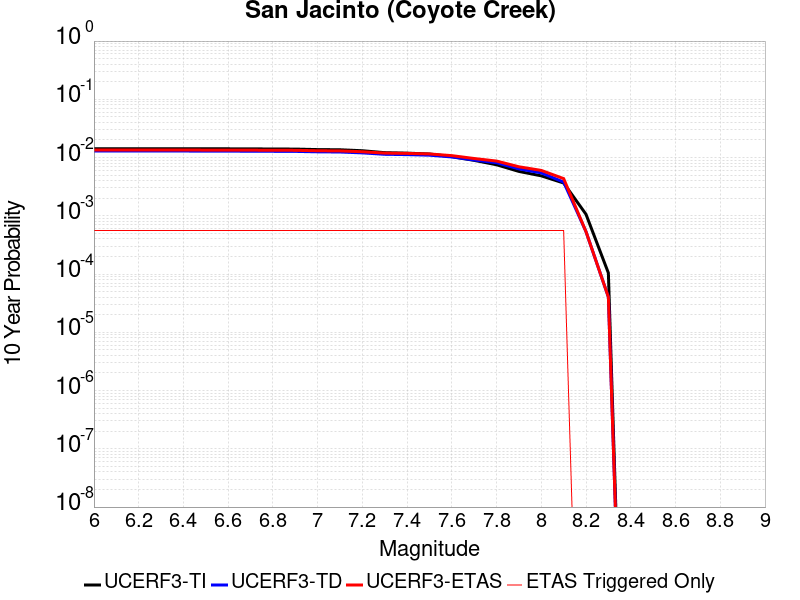 San Jacinto (Coyote Creek)
10^0
10^-1
10^-2
10^-3
10^-4
10^-5
10^-6
10^-7
10^-8
10 Year Probability
6 6.2 6.4 6.6 6.8 7 7.2 7.4 7.6 7.8 8 8.2 8.4 8.6 8.8 9
Magnitude
UCERF3-TI UCERF3-TD UCERF3-ETAS ETAS Triggered Only